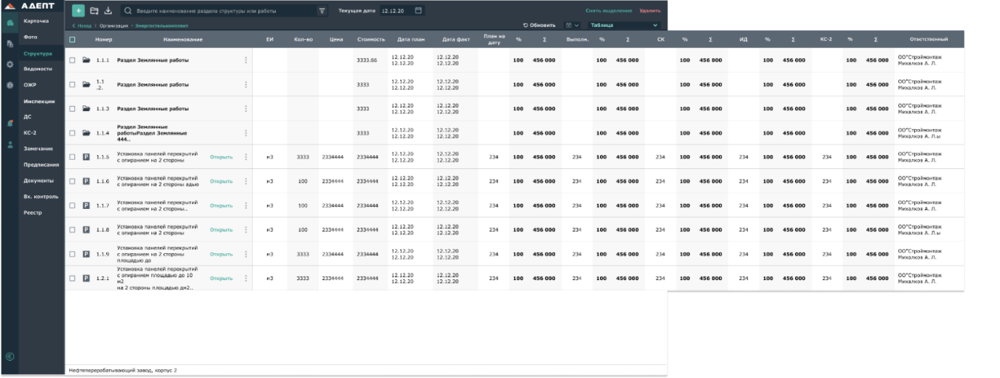 АДЕПТ
Введите наименование раздела структуры или работы
Текущая дата 12.12.20
Снять выделение Удалить
Назад Организация Энергостальконплект
Обновить Таблица
Карточка
Фото
Структура
Ведомости
ОЖР
Инспекции
ДС
КС-2
Замечание
Предписания
Документы
Вх. контроль
Реестр
Номер Наименование ЕИ Кол-во Цена Стоимость Дата план Дата факт План на дату % Σ Выполн. % Σ СК % Σ ИД % Σ КС-2 % Σ Ответственный
1.1.1 Раздел Землянные работы 3333.66 12.12.20 12.12.20 100 456 000 100 456 000 100 456 000 100 456 000 100 456 000 ОО"Строймонтаж
12.12.20 12.12.20 Михалков А. Л.
1.1 .2. Раздел Землянные работы 3333 12.12.20 12.12.20 100 456 000 100 456 000 100 456 000 100 456 000 100 456 000 ОО"Строймонтаж
12.12.20 12.12.20 Михалков А. Л.
1.1.3 Раздел Землянные работы 3333 12.12.20 12.12.20 100 456 000 100 456 000 100 456 000 100 456 000 100 456 000 ОО"Строймонтаж
12.12.20 12.12.20 Михалков А. Л.
Раздел Землянные
1.1.4 работыРаздел Землянные 3333 12.12.20 12.12.20 100 456 000 100 456 000 100 456 000 100 456 000 100 456 000 ОО"Строймонтаж
444.. 12.12.20 12.12.20 Михалков А. Л.ы
Р 1.1.5 Установка панелей перекрытий Открыть м3 3333 2334444 2334444 12.12.20 12.12.20 234 100 456 000 234 100 456 000 234 100 456 000 234 100 456 000 234 100 456 000 ОО"Строймонтаж
с опиранием на 2 стороны 12.12.20 12.12.20 Михалков А. Л.
Р 1.1.6 Установка панелей перекрытий Открыть м3 100 2334444 2334444 12.12.20 12.12.20 234 100 456 000 234 100 456 000 234 100 456 000 234 100 456 000 234 100 456 000 ОО"Строймонтаж
с опиранием на 2 стороны адью 12.12.20 12.12.20 Михалков А. Л.
Р 1.1.7 Установка панелей перекрытий Открыть м3 100 2334444 2334444 12.12.20 12.12.20 234 100 456 000 234 100 456 000 234 100 456 000 234 100 456 000 234 100 456 000 ОО"Строймонтаж
с опиранием на 2 стороны.. 12.12.20 12.12.20 Михалков А. Л.
Р 1.1.8 Установка панелей перекрытий Открыть м3 100 2334444 2334444 12.12.20 12.12.20 234 100 456 000 234 100 456 000 234 100 456 000 234 100 456 000 234 100 456 000 ОО"Строймонтаж
с опиранием на 2 стороны 12.12.20 12.12.20 Михалков А. Л.ы
Установка панелей перекрытий
Р 1.1.9 с опиранием на 2 стороны Открыть м3 3333 2334444 2334444 12.12.20 12.12.20 234 100 456 000 234 100 456 000 234 100 456 000 234 100 456 000 234 100 456 000 ОО"Строймонтаж
площадью до 12.12.20 12.12.20 Михалков А. Л.
Установка панелей перекрытий
с опиранием площадью до 10
Р 1.2.1 м2 Открыть м3 3333 2334444 2334444 12.12.20 12.12.20 234 100 456 000 234 100 456 000 234 100 456 000 234 100 456 000 234 100 456 000 ОО"Строймонтаж
на 2 стороны площадью дн2.. 12.12.20 12.12.20 Михалков А. Л.
Нефтеперерабатывающий завод, корпус 2